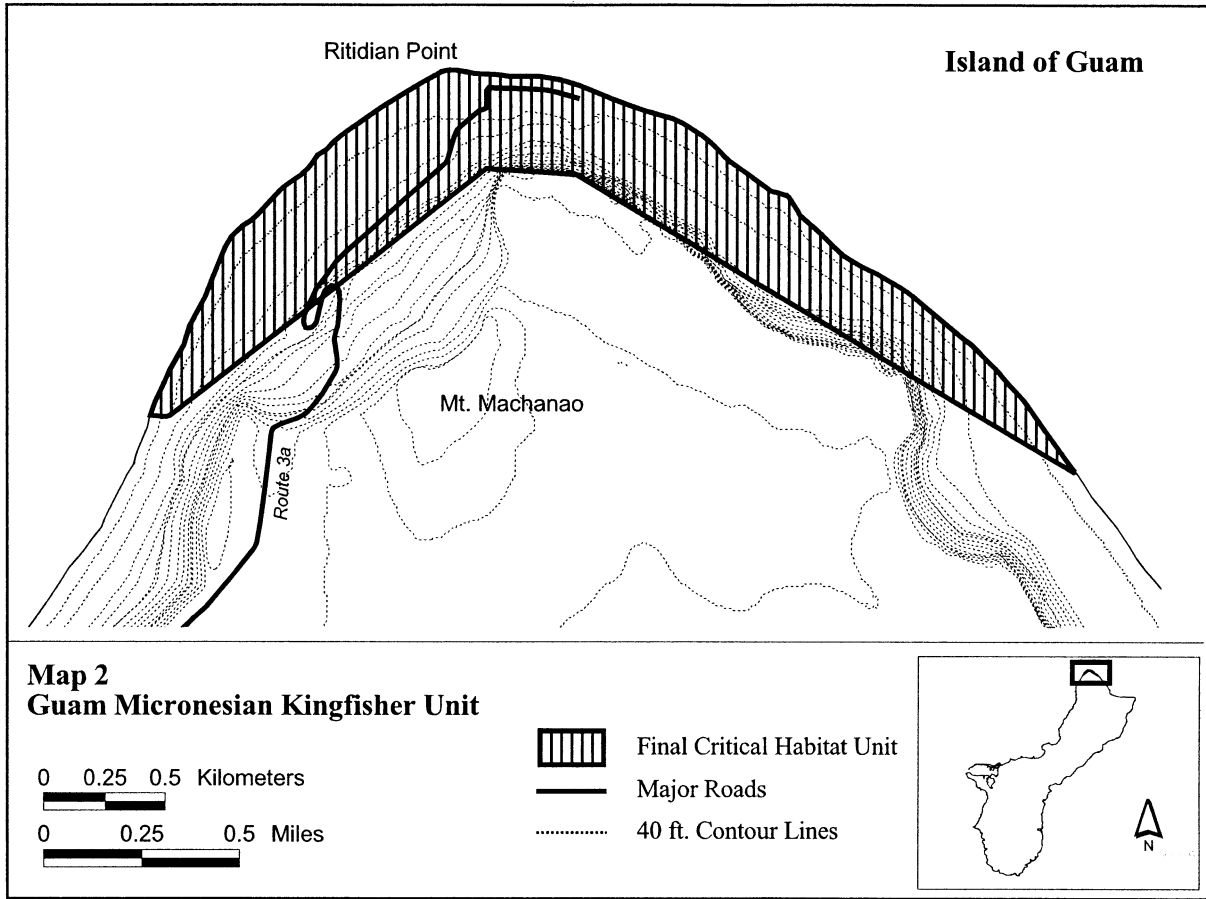 Ritidian Point
Island of Guam
Mt. Machanao
Route 3a
Map 2
Guam Micronesian Kingfisher Unit
0 0.25 0.5 Kilometers
0 0.25 0.5 Miles
Final Critical Habitat Unit
Major Roads
40 ft. Contour Lines
N